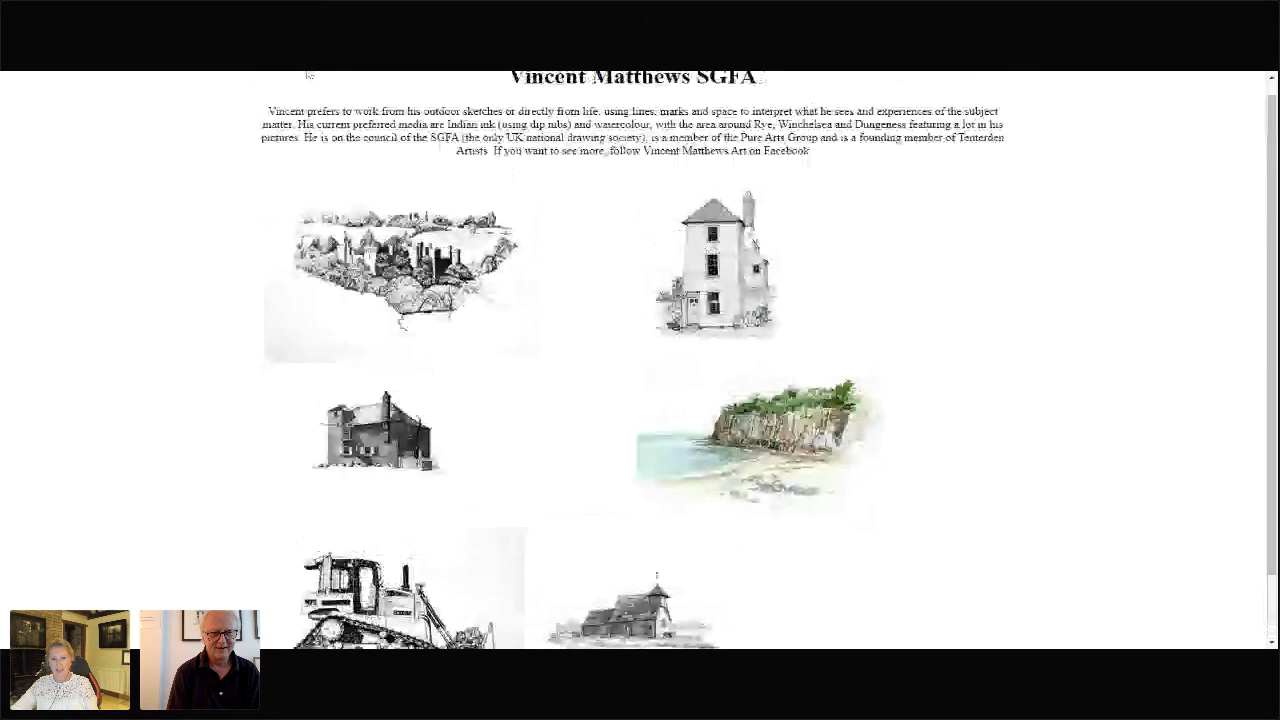 Vincent Matthews SGFA
Vincent prefers to work from his outdoor sketches or directly from life, using lines, marks and space to interpret what he sees and experiences of the subject
matter. His current preferred media are Indian ink (using dip nibs) and watercolour, with the area around Rye, Winchelsea and Dungeness featuring a lot in his
pictures. He is on the council of the SGFA (the only UK national drawing society), is a member of the Pure Arts Group and is a founding member of Tenterden
Artists. If you want to see more, follow Vincent Matthews Art on Facebook